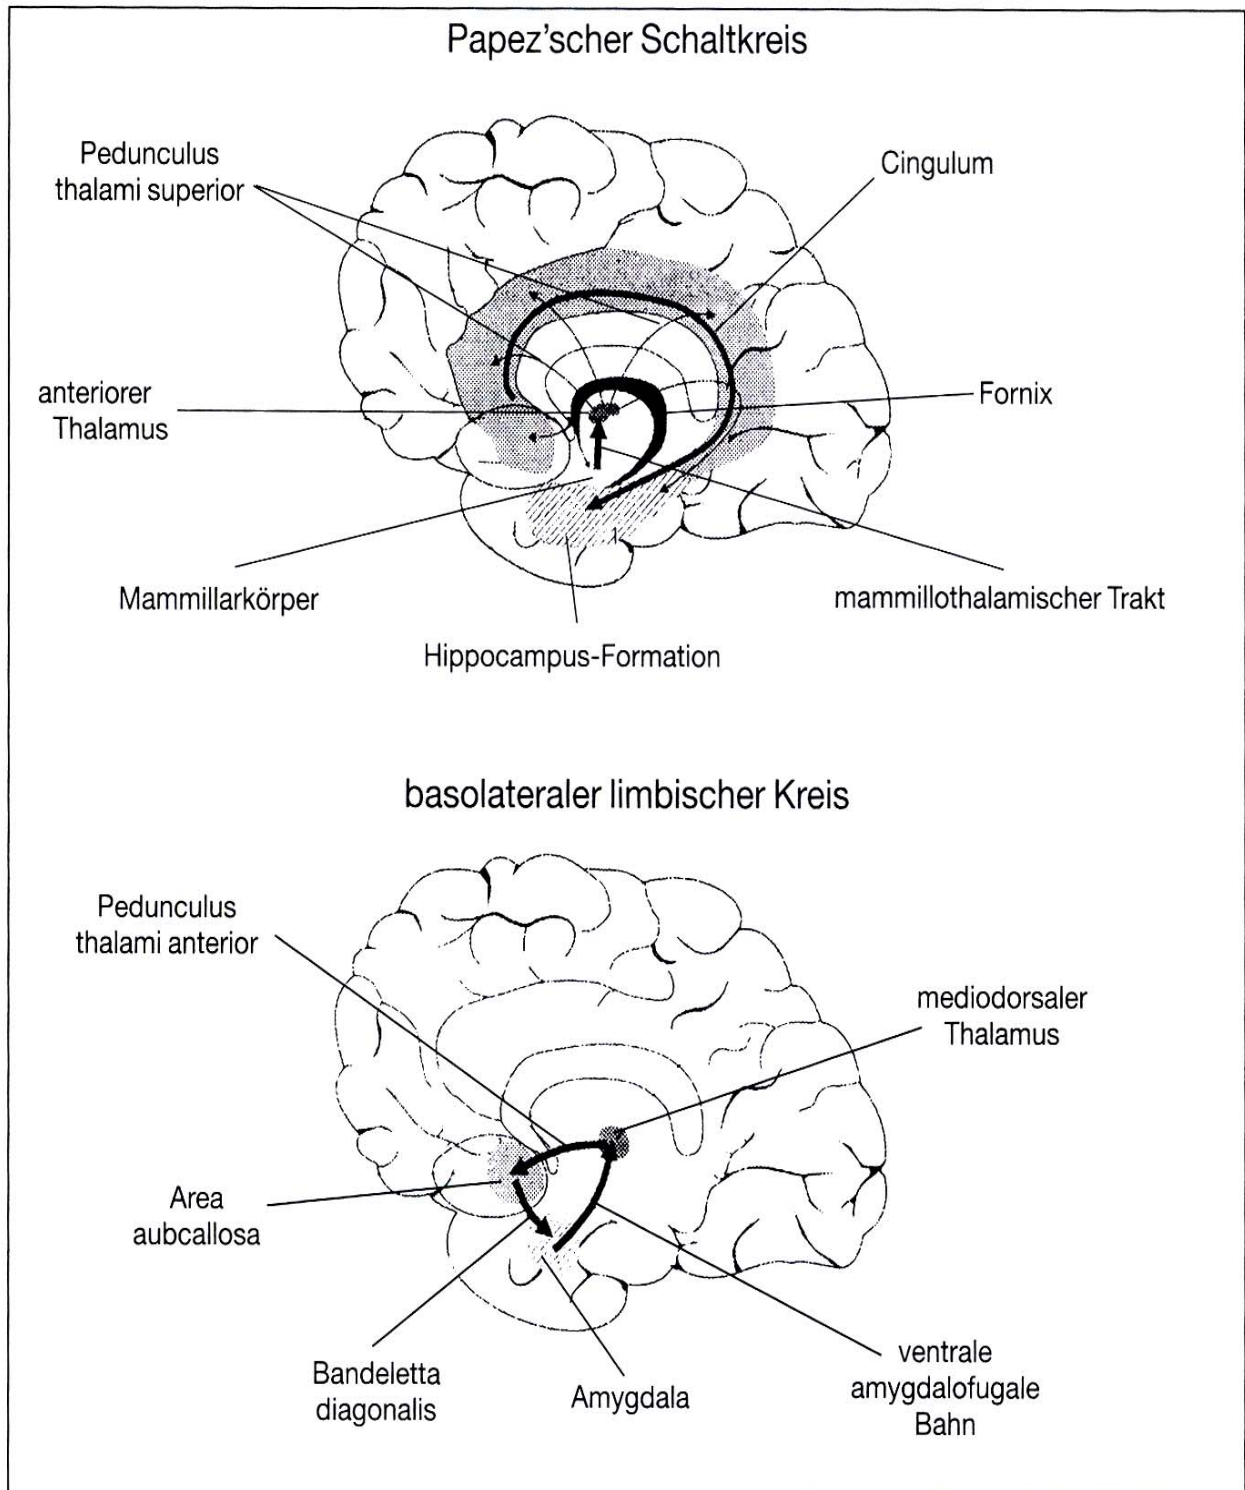 Papez'scher Schaltkreis
Pedunculus
thalami superior
Cingulum
anteriorer
Thalamus
Fornix
Mammillarkörper
mammillothalamischer Trakt
Hippocampus-Formation
basolateraler limbischer Kreis
Pedunculus
thalami anterior
mediodorsaler
Thalamus
Area
aubcallosa
Bandeletta
diagonalis
Amygdala
ventrale
amygdalofugale
Bahn